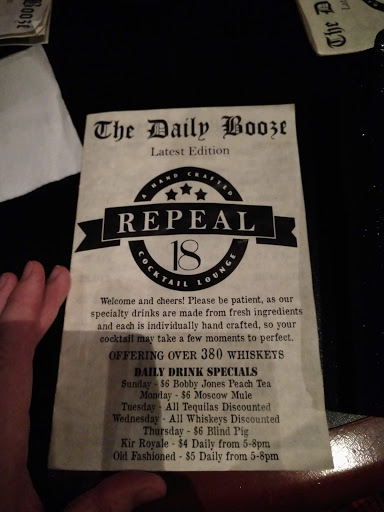 The Daily Booze
Latest Edition
A HAND CRAFTED
REPEAL
18
COCKTAIL LOUNGE
Welcome and cheers! Please be patient, as our
specialty drinks are made from fresh ingredients
and each is individually hand crafted, so your
cocktail may take a few moments to perfect.
OFFERING OVER 380 WHISKEYS
DAILY DRINK SPECIALS
Sunday - $6 Bobby Jones Peach Tea
Monday - $6 Moscow Mule
Tuesday - All Tequilas Discounted
Wednesday - All Whiskeys Discounted
Thursday - $6 Blind Pig
Kir Royale - $4 Daily from 5-8pm
Old Fashioned - $5 Daily from 5-8pm
The D